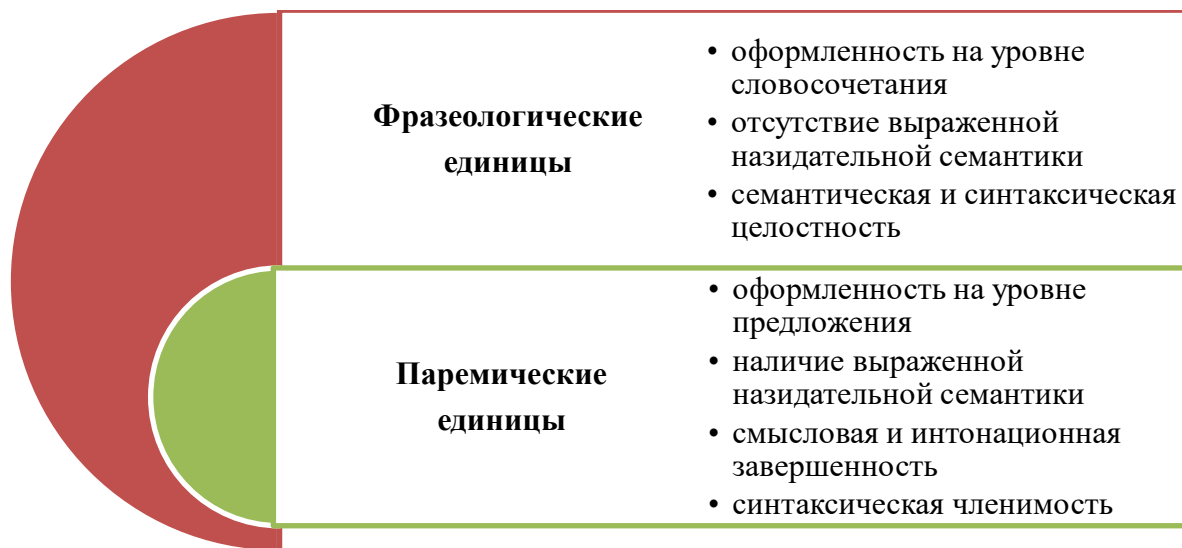 Фразеологические
единицы
• оформленность на уровне
словосочетания
• отсутствие выраженной
назидательной семантики
• семантическая и синтаксическая
целостность
Паремические
единицы
• оформленность на уровне
предложения
• наличие выраженной
назидательной семантики
• смысловая и интонационная
завершенность
• синтаксическая членимость